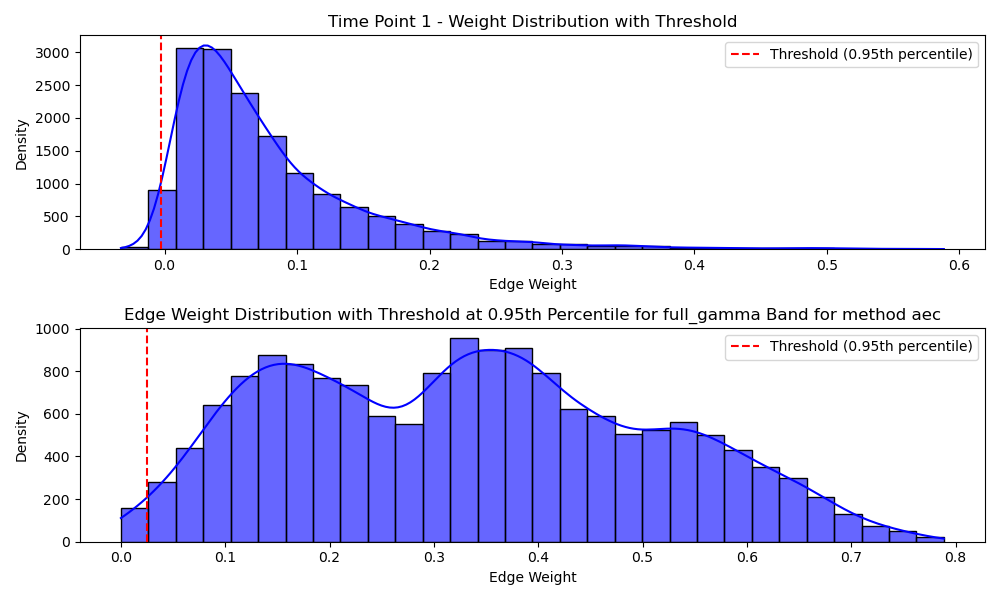 Time Point 1 - Weight Distribution with Threshold
Density
3000
2500
2000
1500
1000
500
0
Threshold (0.95th percentile)
0.0 0.1 0.2 0.3 0.4 0.5 0.6
Edge Weight
Edge Weight Distribution with Threshold at 0.95th Percentile for full_gamma Band for method aec
Density
1000
800
600
400
200
0
Threshold (0.95th percentile)
0.0 0.1 0.2 0.3 0.4 0.5 0.6 0.7 0.8
Edge Weight